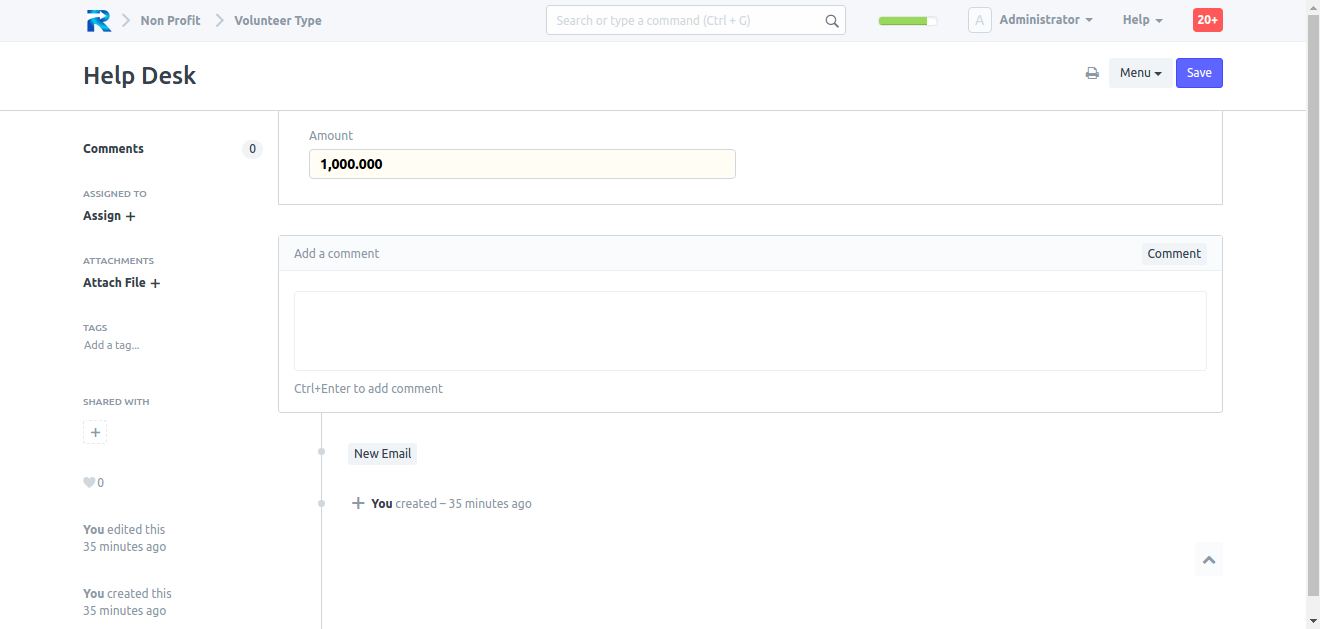 Non Profit
Volunteer Type
Search or type a command (Ctrl + G)
A
Administrator
Help
20+
Help Desk
Menu
Save
Comments
0
ASSIGNED TO
Assign +
ATTACHMENTS
Attach File +
TAGS
Add a tag...
SHARED WITH
+
0
You edited this
35 minutes ago
You created this
35 minutes ago
Amount
1,000.000
Add a comment
Comment
Ctrl+Enter to add comment
New Email
+ You created – 35 minutes ago